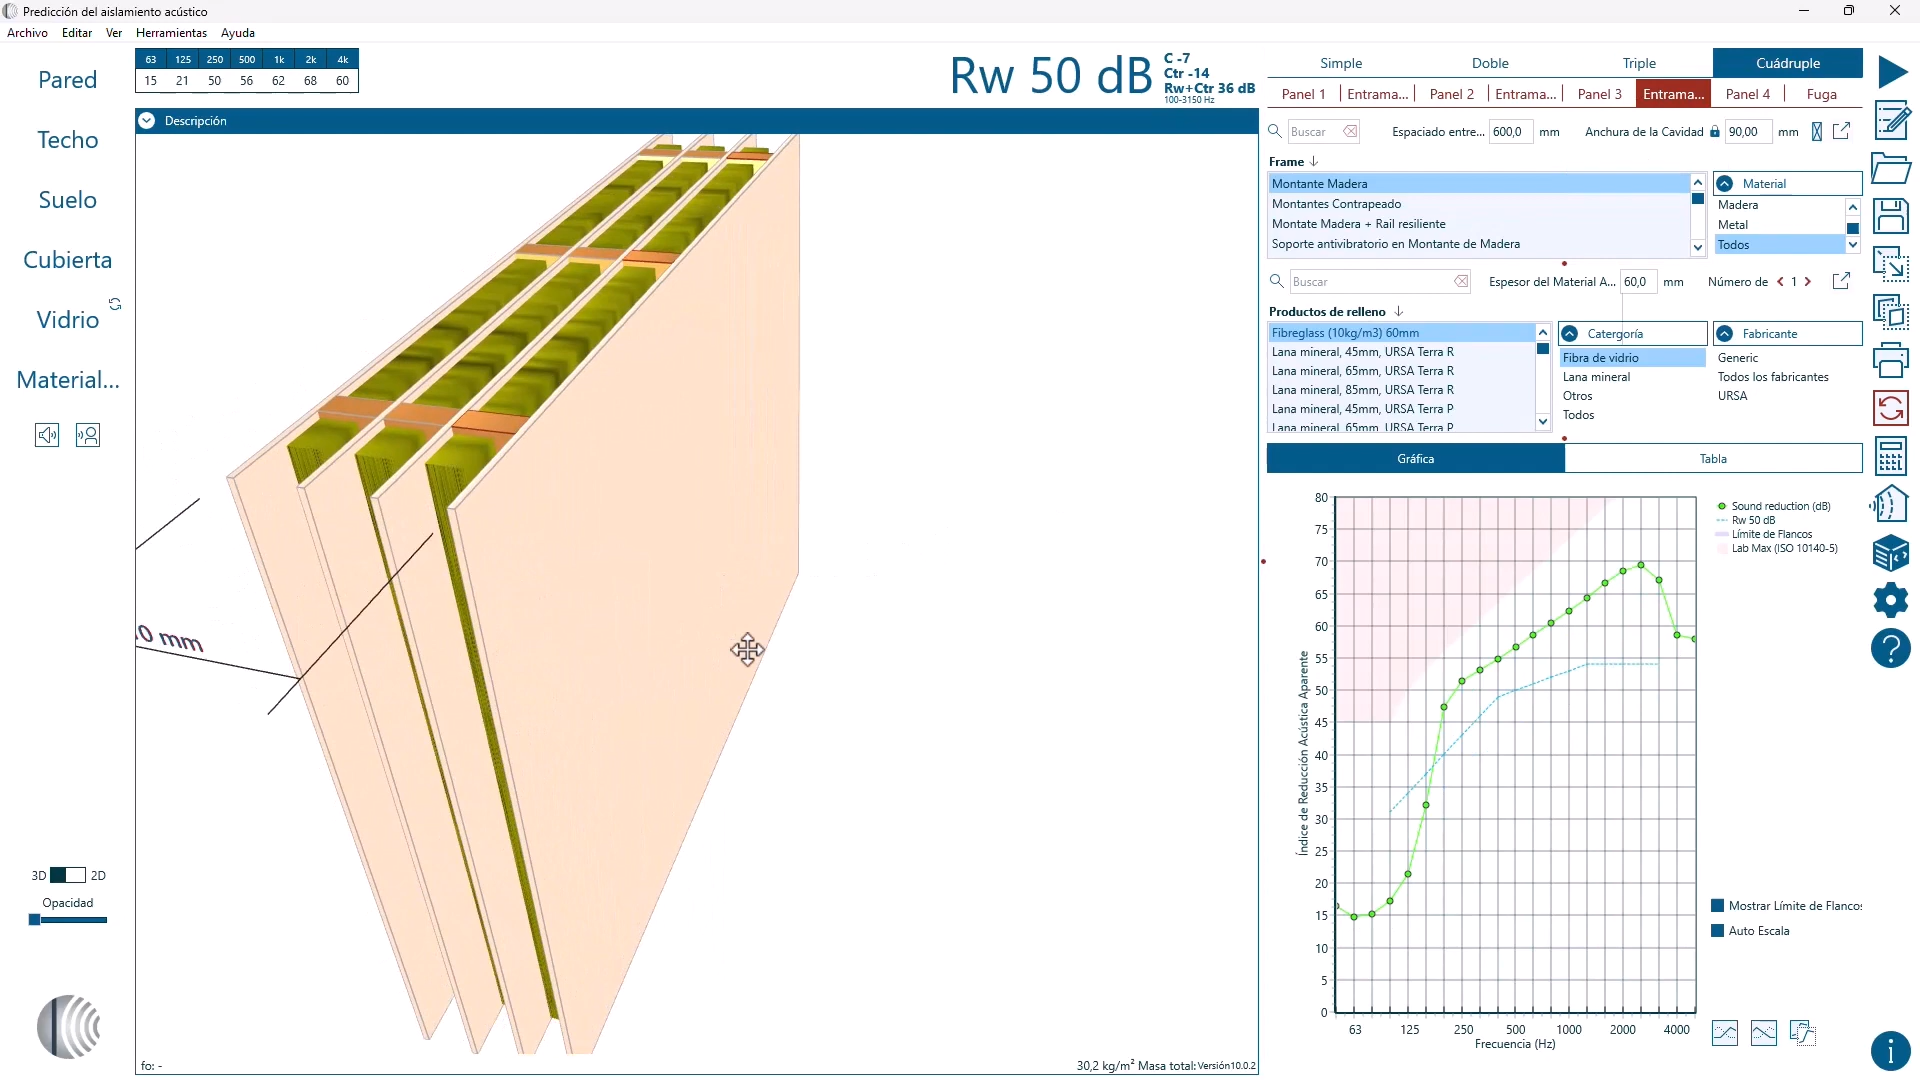 Predicción del aislamiento acústico
Archivo Editar Ver Herramientas Ayuda
Pared
Techo
Suelo
Cubierta
Vidrio
Material...
3D 2D
Opacidad
63 125 250 500 1k 2k 4k
15 21 50 56 62 68 60
Rw 50 dB
C -7
Ctr -14
Rw+Ctr 36 dB
100-3150 Hz
Descripción
0 mm
fo: -
30,2 kg/m² Masa total: Versión10.0.2
Simple Doble Triple Cuádruple
Panel 1 Entrama... Panel 2 Entrama... Panel 3 Entrama... Panel 4 Fuga
Buscar Espaciado entre... 600,0 mm Anchura de la Cavidad 90,00 mm
Frame
Montante Madera
Montantes Contrapeado
Montate Madera + Rail resiliente
Soporte antivibratorio en Montante de Madera
Material
Madera
Metal
Todos
Buscar Espesor del Material A... 60,0 mm Número de 1
Productos de relleno
Fibreglass (10kg/m3) 60mm
Lana mineral, 45mm, URSA Terra R
Lana mineral, 65mm, URSA Terra R
Lana mineral, 85mm, URSA Terra R
Lana mineral, 45mm, URSA Terra P
Lana mineral, 65mm, URSA Terra P
Catergoría
Fibra de vidrio
Lana mineral
Otros
Todos
Fabricante
Generic
Todos los fabricantes
URSA
Gráfica Tabla
80
75
70
65
60
55
50
45
40
35
30
25
20
15
10
5
0
Índice de Reducción Acústica Aparente
63 125 250 500 1000 2000 4000
Frecuencia (Hz)
Sound reduction (dB)
Rw 50 dB
Límite de Flancos
Lab Max (ISO 10140-5)
Mostrar Límite de Flancos
Auto Escala